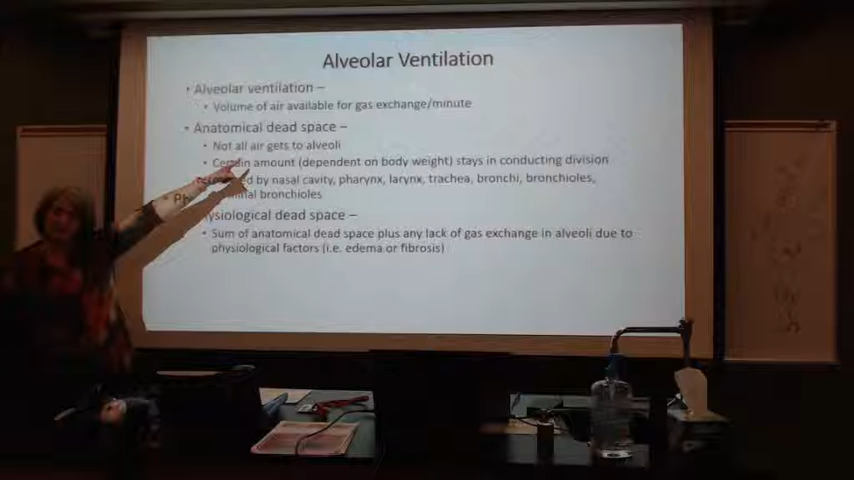 Alveolar Ventilation
• Alveolar ventilation –
• Volume of air available for gas exchange/minute
• Anatomical dead space –
• Not all air gets to alveoli
• Certain amount (dependent on body weight) stays in conducting division
by nasal cavity, pharynx, larynx, trachea, bronchi, bronchioles,
bronchioles
• Physiological dead space –
• Sum of anatomical dead space plus any lack of gas exchange in alveoli due to
physiological factors (i.e. edema or fibrosis)